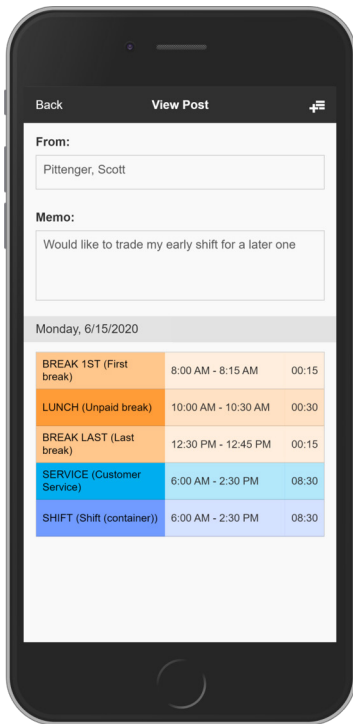 Back View Post
From:
Pittenger, Scott
Memo:
Would like to trade my early shift for a later one
Monday, 6/15/2020
BREAK 1ST (First
break) 8:00 AM - 8:15 AM 00:15
LUNCH (Unpaid break) 10:00 AM - 10:30 AM 00:30
BREAK LAST (Last
break) 12:30 PM - 12:45 PM 00:15
SERVICE (Customer
Service) 6:00 AM - 2:30 PM 08:30
SHIFT (Shift (container)) 6:00 AM - 2:30 PM 08:30